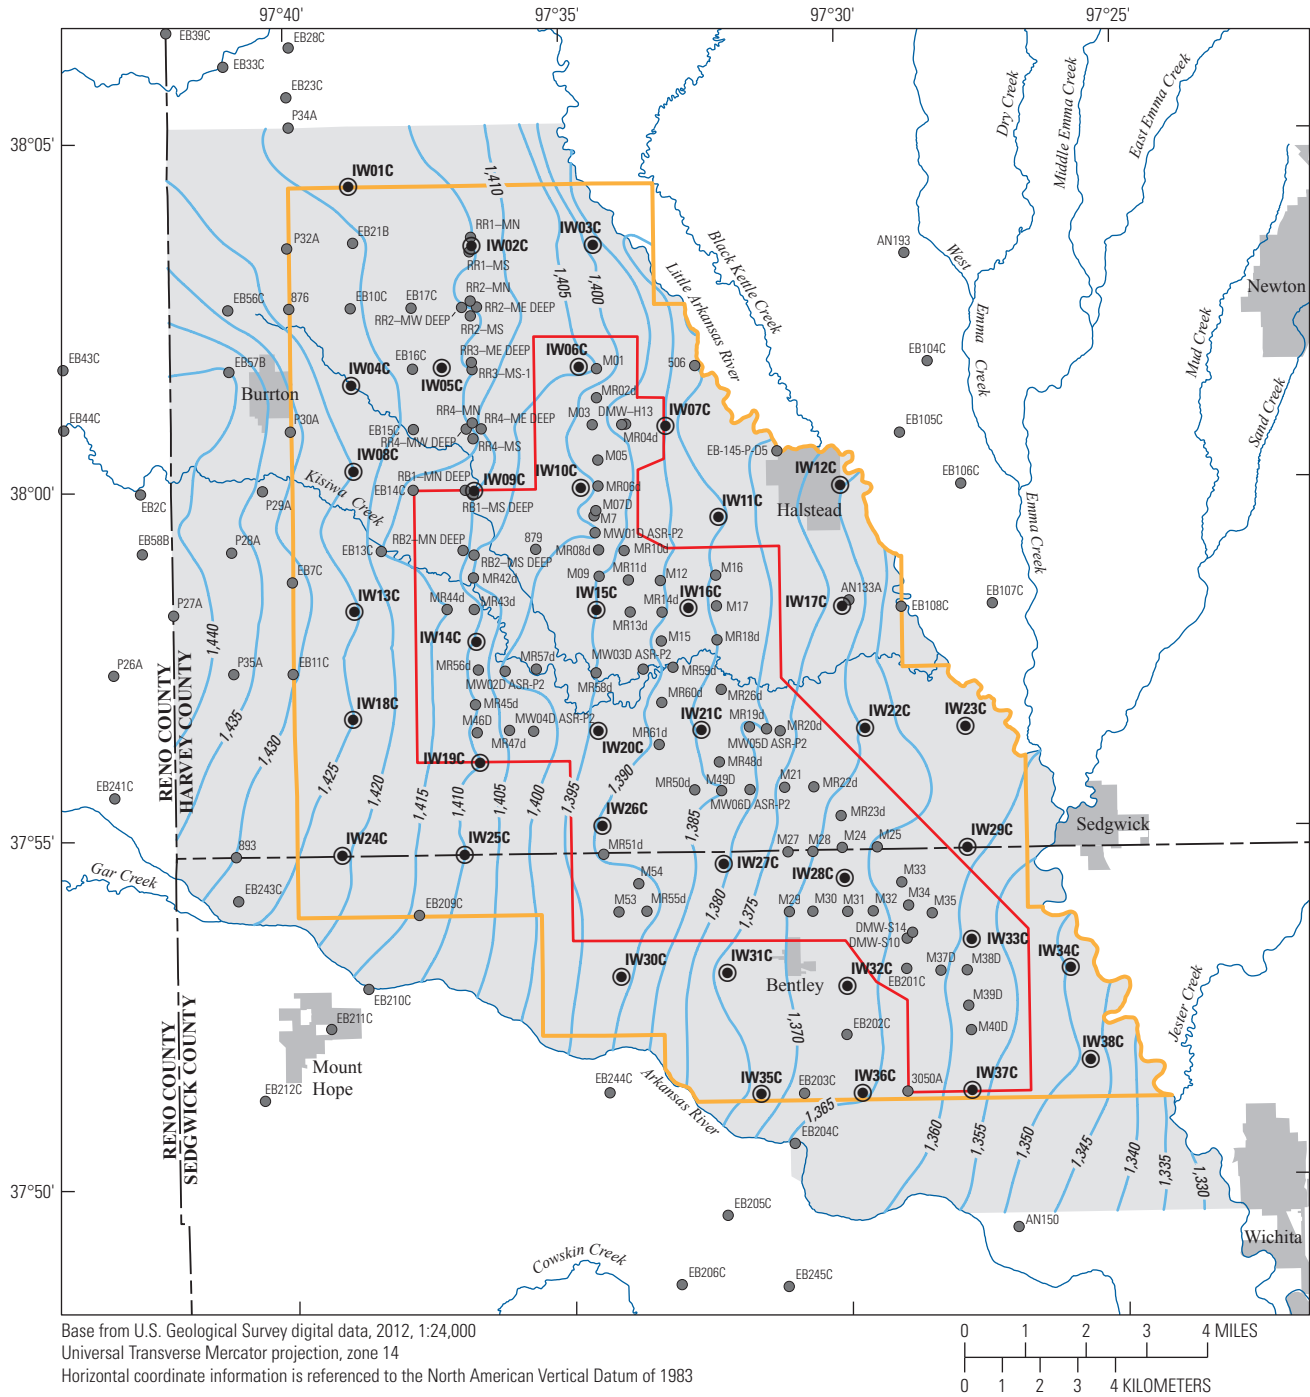 97°40'
97°35'
97°30'
97°25'
EB39C
EB28C
EB33C
EB23C
P34A
Dry Creek
Middle Emma Creek
East Emma Creek
38°05'
IW01C
1,410
RR1–MN
IW02C
IW03C
RR1–MS
P32A
EB21B
Black Kettle Creek
AN193
West
Emma
Creek
Newton
1,405
1,400
Little Arkansas
River
RR2–MN
EB56C
876
EB10C
EB17C
RR2–ME DEEP
RR2–MW DEEP
RR2–MS
Mud Creek
EB43C
EB57B
Burrton
IW04C
EB16C
RR3–ME DEEP
IW05C
RR3–MS-1
IW06C
M01
506
EB104C
MR02d
Sand Creek
EB44C
P30A
EB15C
RR4–MN
RR4–ME DEEP
RR4–MW DEEP
RR4–MS
M03
DMW–H13
MR04d
IW07C
EB105C
EB-145-P-D5
IW08C
M05
IW12C
Halstead
38°00'
Kisiwa Creek
RB1–MN DEEP
EB14C
IW09C
RB1–MS DEEP
IW10C
MR06d
EB106C
EB2C
P29A
M07D
M7
IW11C
Emma Creek
EB58B
P28A
EB13C
RB2–MN DEEP
RB2–MS DEEP
879
MW01D ASR-P2
MR08d
MR10d
EB7C
MR42d
M09
MR11d
M12
M16
AN133A
P27A
IW13C
MR44d
MR43d
IW15C
MR13d
MR14d
IW16C
M17
IW17C
EB108C
EB107C
1,440
IW14C
M15
MR18d
P26A
P35A
EB11C
MR56d
MR57d
MW02D ASR-P2
MW03D ASR-P2
MR58d
MR59d
RENO COUNTY
HARVEY COUNTY
1,435
1,430
IW18C
MR45d
M46D
MW04D ASR-P2
MR47d
MR60d
MR26d
IW20C
MR61d
IW21C
MR19d
MR20d
MW05D ASR-P2
IW22C
IW23C
1,425
1,420
IW19C
1,415
1,410
1,405
1,400
1,395
1,390
MR48d
EB241C
MR50d
M49D
MW06D ASR-P2
M21
MR22d
IW26C
1,385
MR23d
Sedgwick
37°55'
893
IW24C
IW25C
MR51d
IW27C
M27
M28
M24
M25
IW29C
Gar Creek
EB243C
M54
IW28C
M33
EB209C
M53
MR55d
1,380
1,375
M29
M30
M31
M32
M34
M35
DMW–S14
DMW–S10
IW33C
IW30C
IW31C
Bentley
IW32C
EB201C
M37D
M38D
IW34C
EB210C
M39D
RENO COUNTY
SEDGWICK COUNTY
EB211C
1,370
EB202C
M40D
Jester Creek
IW38C
Mount
Hope
EB212C
EB244C
Arkansas River
IW35C
EB203C
IW36C
3050A
IW37C
1,365
EB204C
1,360
1,355
1,350
1,345
1,340
1,335
1,330
37°50'
EB205C
AN150
Wichita
Cowskin Creek
EB206C
EB245C
Base from U.S. Geological Survey digital data, 2012, 1:24,000
Universal Transverse Mercator projection, zone 14
Horizontal coordinate information is referenced to the North American Vertical Datum of 1983
0 1 2 3 4 MILES
0 1 2 3 4 KILOMETERS